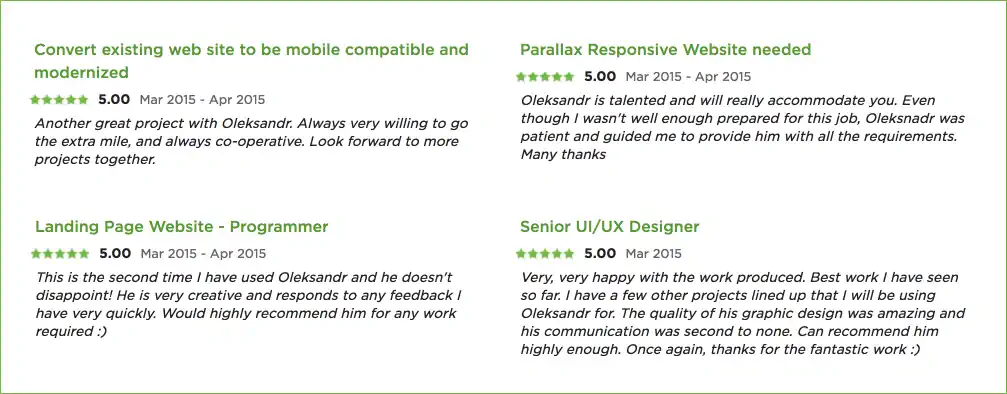 Convert existing web site to be mobile compatible and
modernized
5.00 Mar 2015 - Apr 2015
Another great project with Oleksandr. Always very willing to go
the extra mile, and always co-operative. Look forward to more
projects together.
Parallax Responsive Website needed
5.00 Mar 2015 - Apr 2015
Oleksandr is talented and will really accommodate you. Even
though I wasn't well enough prepared for this job, Oleksnadr was
patient and guided me to provide him with all the requirements.
Many thanks
Landing Page Website - Programmer
5.00 Mar 2015 - Apr 2015
This is the second time I have used Oleksandr and he doesn't
disappoint! He is very creative and responds to any feedback I
have very quickly. Would highly recommend him for any work
required :)
Senior UI/UX Designer
5.00 Mar 2015
Very, very happy with the work produced. Best work I have seen
so far. I have a few other projects lined up that I will be using
Oleksandr for. The quality of his graphic design was amazing and
his communication was second to none. Can recommend him
highly enough. Once again, thanks for the fantastic work :)